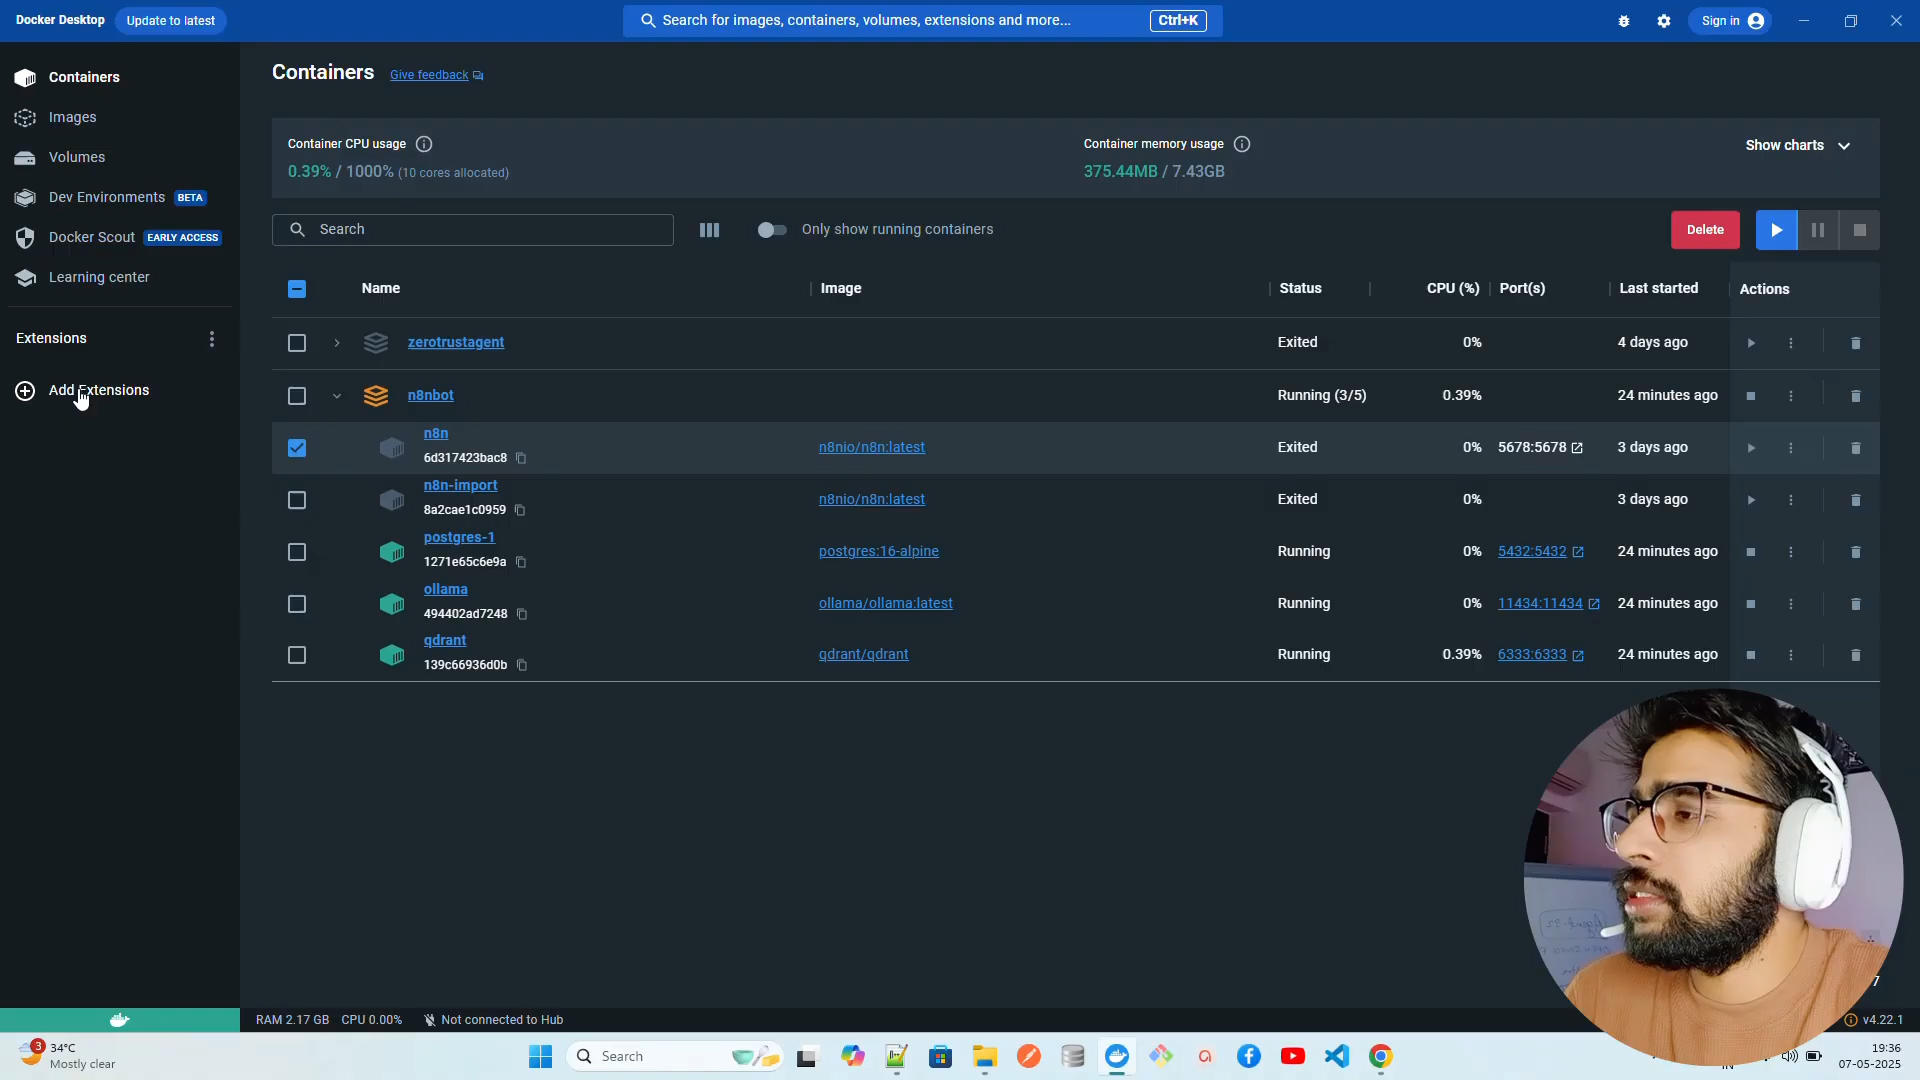 Docker Desktop
Update to latest
Search for images, containers, volumes, extensions and more...
Ctrl+K
Sign in
Containers
Images
Volumes
Dev Environments BETA
Docker Scout EARLY ACCESS
Learning center
Extensions
Add Extensions
Containers
Give feedback
Container CPU usage
0.39% / 1000% (10 cores allocated)
Container memory usage
375.44MB / 7.43GB
Show charts
Search
Only show running containers
Delete
Name Image Status CPU (%) Port(s) Last started Actions
zerotrustagent Exited 0% 4 days ago
n8nbot Running (3/5) 0.39% 24 minutes ago
n8n
6d317423bac8
n8nio/n8n:latest Exited 0% 5678:5678 3 days ago
n8n-import
8a2cae1c0959
n8nio/n8n:latest Exited 0% 3 days ago
postgres-1
1271e65c6e9a
postgres:16-alpine Running 0% 5432:5432 24 minutes ago
ollama
494402ad7248
ollama/ollama:latest Running 0% 11434:11434 24 minutes ago
qdrant
139c66936d0b
qdrant/qdrant Running 0.39% 6333:6333 24 minutes ago
7
RAM 2.17 GB CPU 0.00% Not connected to Hub
v4.22.1
3
34°C
Mostly clear
Search
IN
19:36
07-05-2025